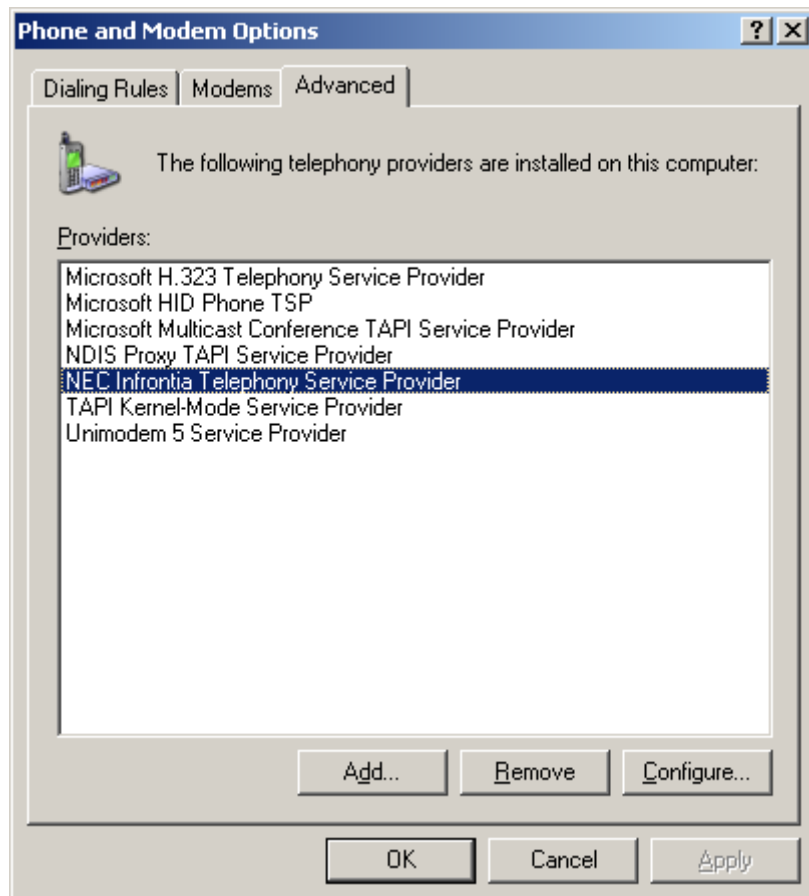 Phone and Modem Options
Dialing Rules Modems Advanced
The following telephony providers are installed on this computer:
Providers:
Microsoft H.323 Telephony Service Provider
Microsoft HID Phone TSP
Microsoft Multicast Conference TAPI Service Provider
NDIS Proxy TAPI Service Provider
NEC Infrontia Telephony Service Provider
TAPI Kernel-Mode Service Provider
Unimodem 5 Service Provider
Add... Remove Configure...
OK Cancel Apply